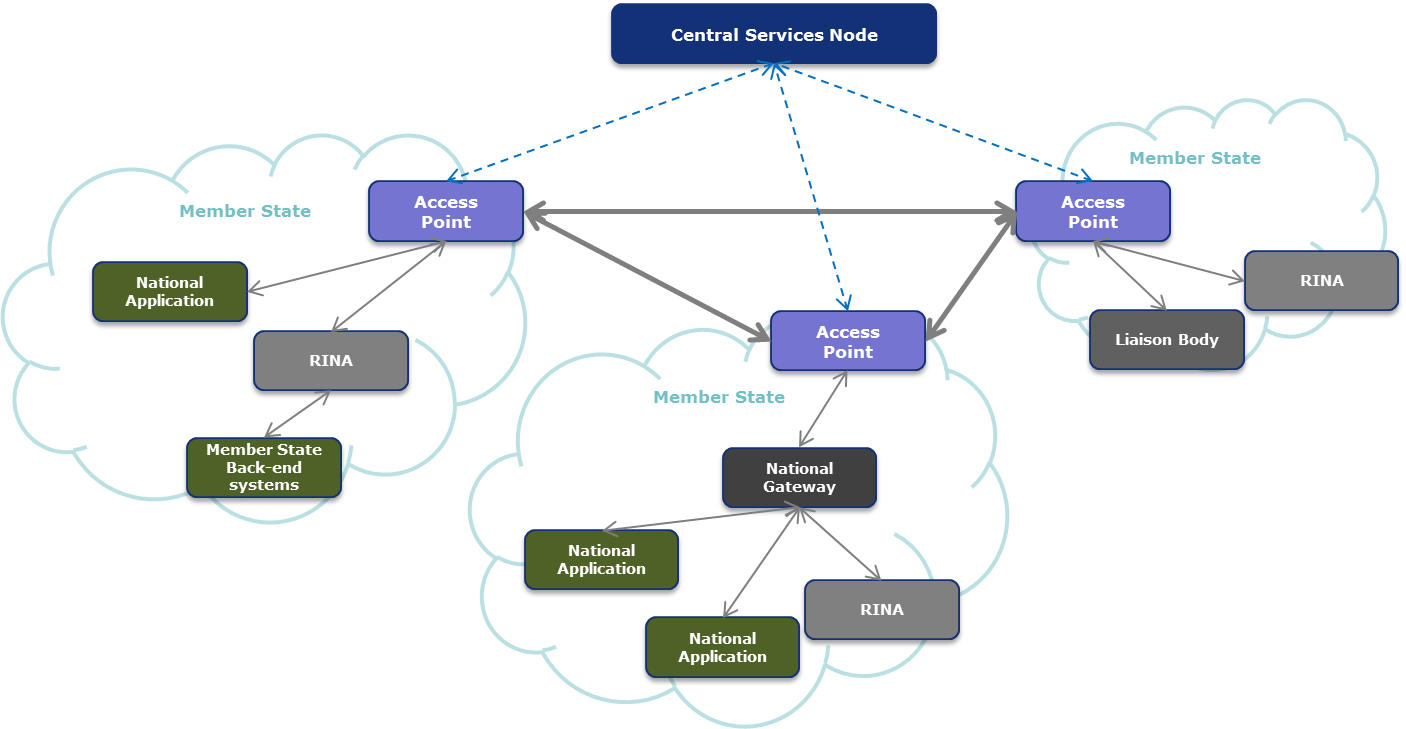 Central Services Node
Member State
Access
Point
National
Application
RINA
Member State
Back-end
systems
Access
Point
Member State
National
Gateway
National
Application
National
Application
RINA
Member State
Access
Point
RINA
Liaison Body